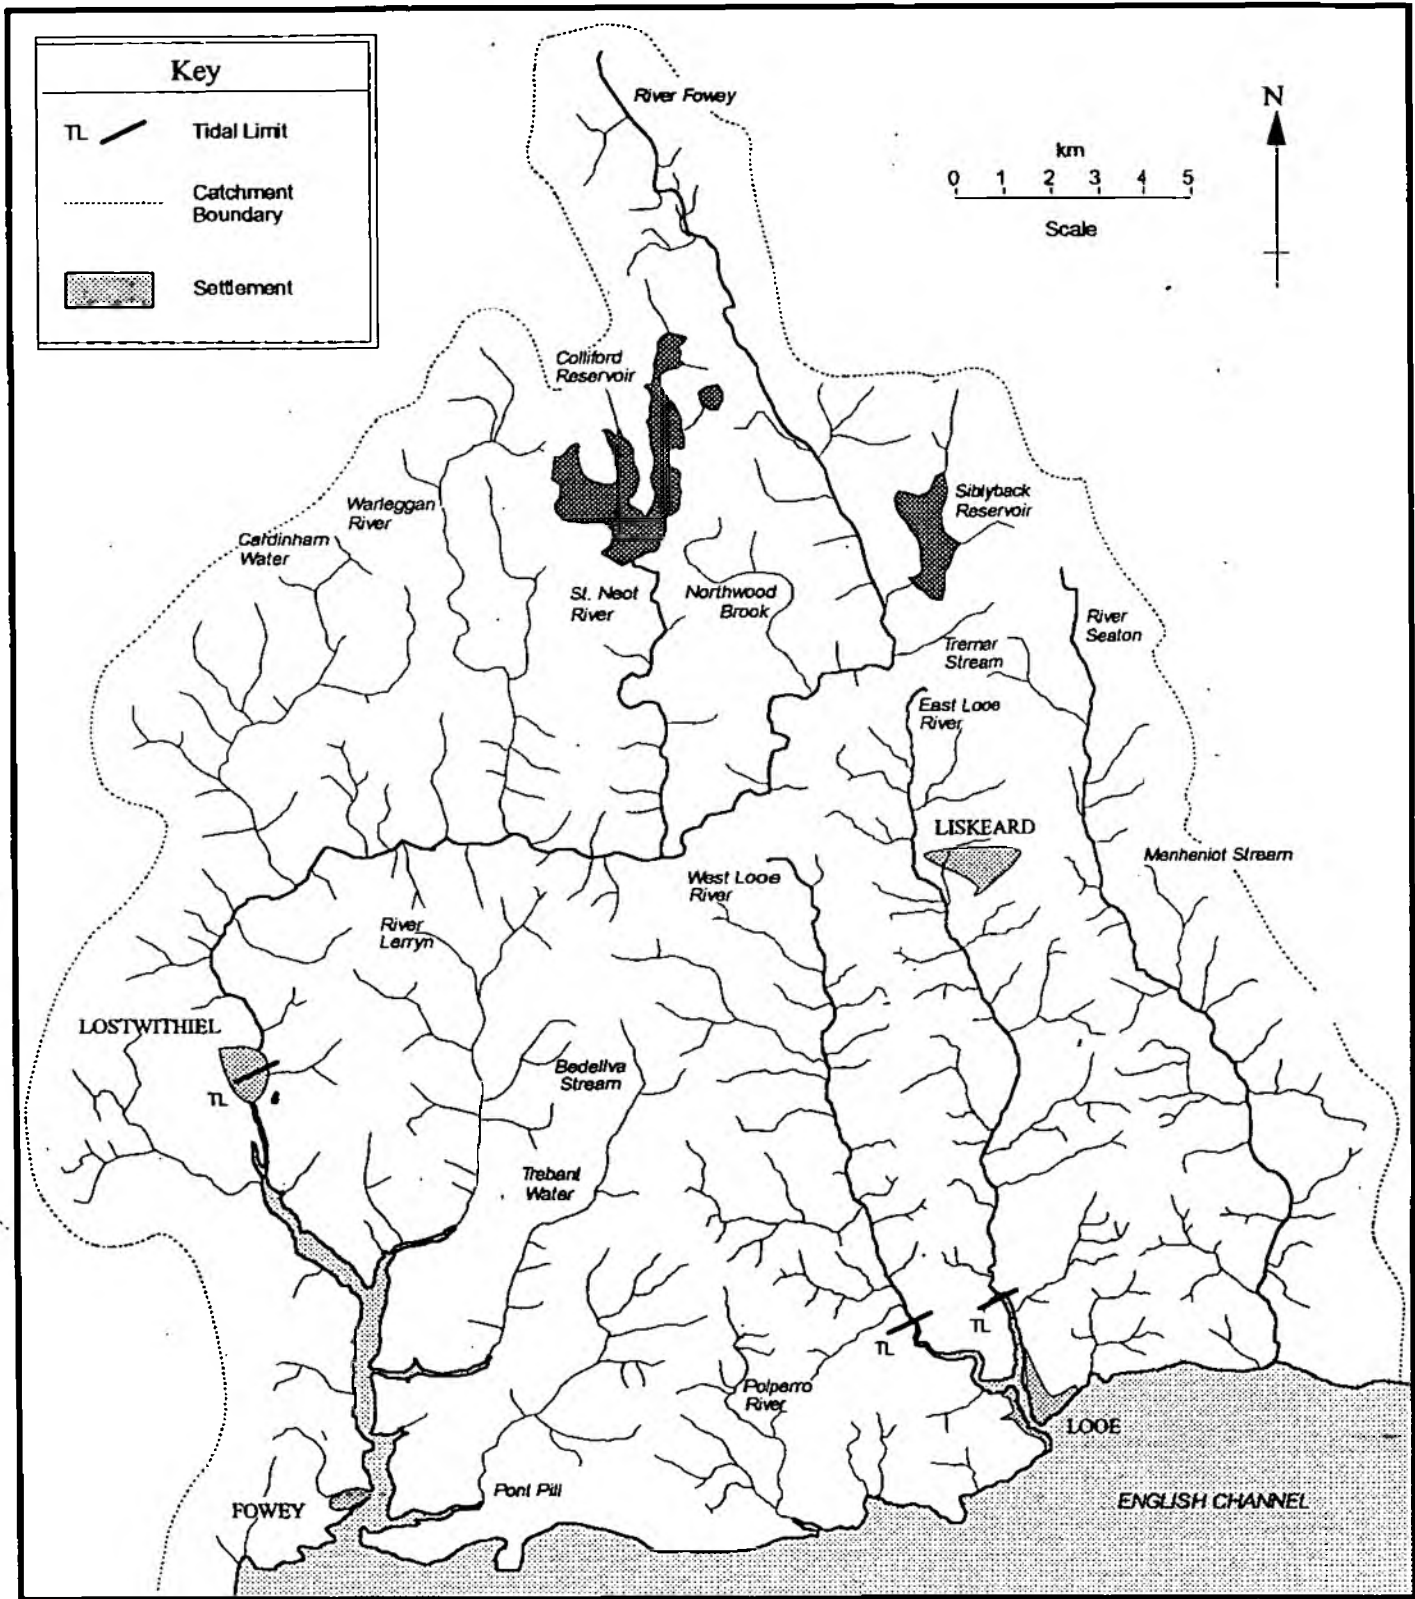 Key
TL
Tidal Limit
Catchment
Boundary
Settlement
River Fowey
N
km
0 1 2 3 4 5
Scale
Colliford
Reservoir
Siblyback
Reservoir
Warleggan
River
Cardinham
Water
St. Neot
River
Northwood
Brook
River
Seaton
Tremar
Stream
East Looe
River
LISKEARD
Menheniot Stream
West Looe
River
River
Lerryn
LOSTWITHIEL
TL
Bedellva
Stream
Trebant
Water
TL
TL
Polperro
River
LOOE
Pont Pill
FOWEY
ENGLISH CHANNEL